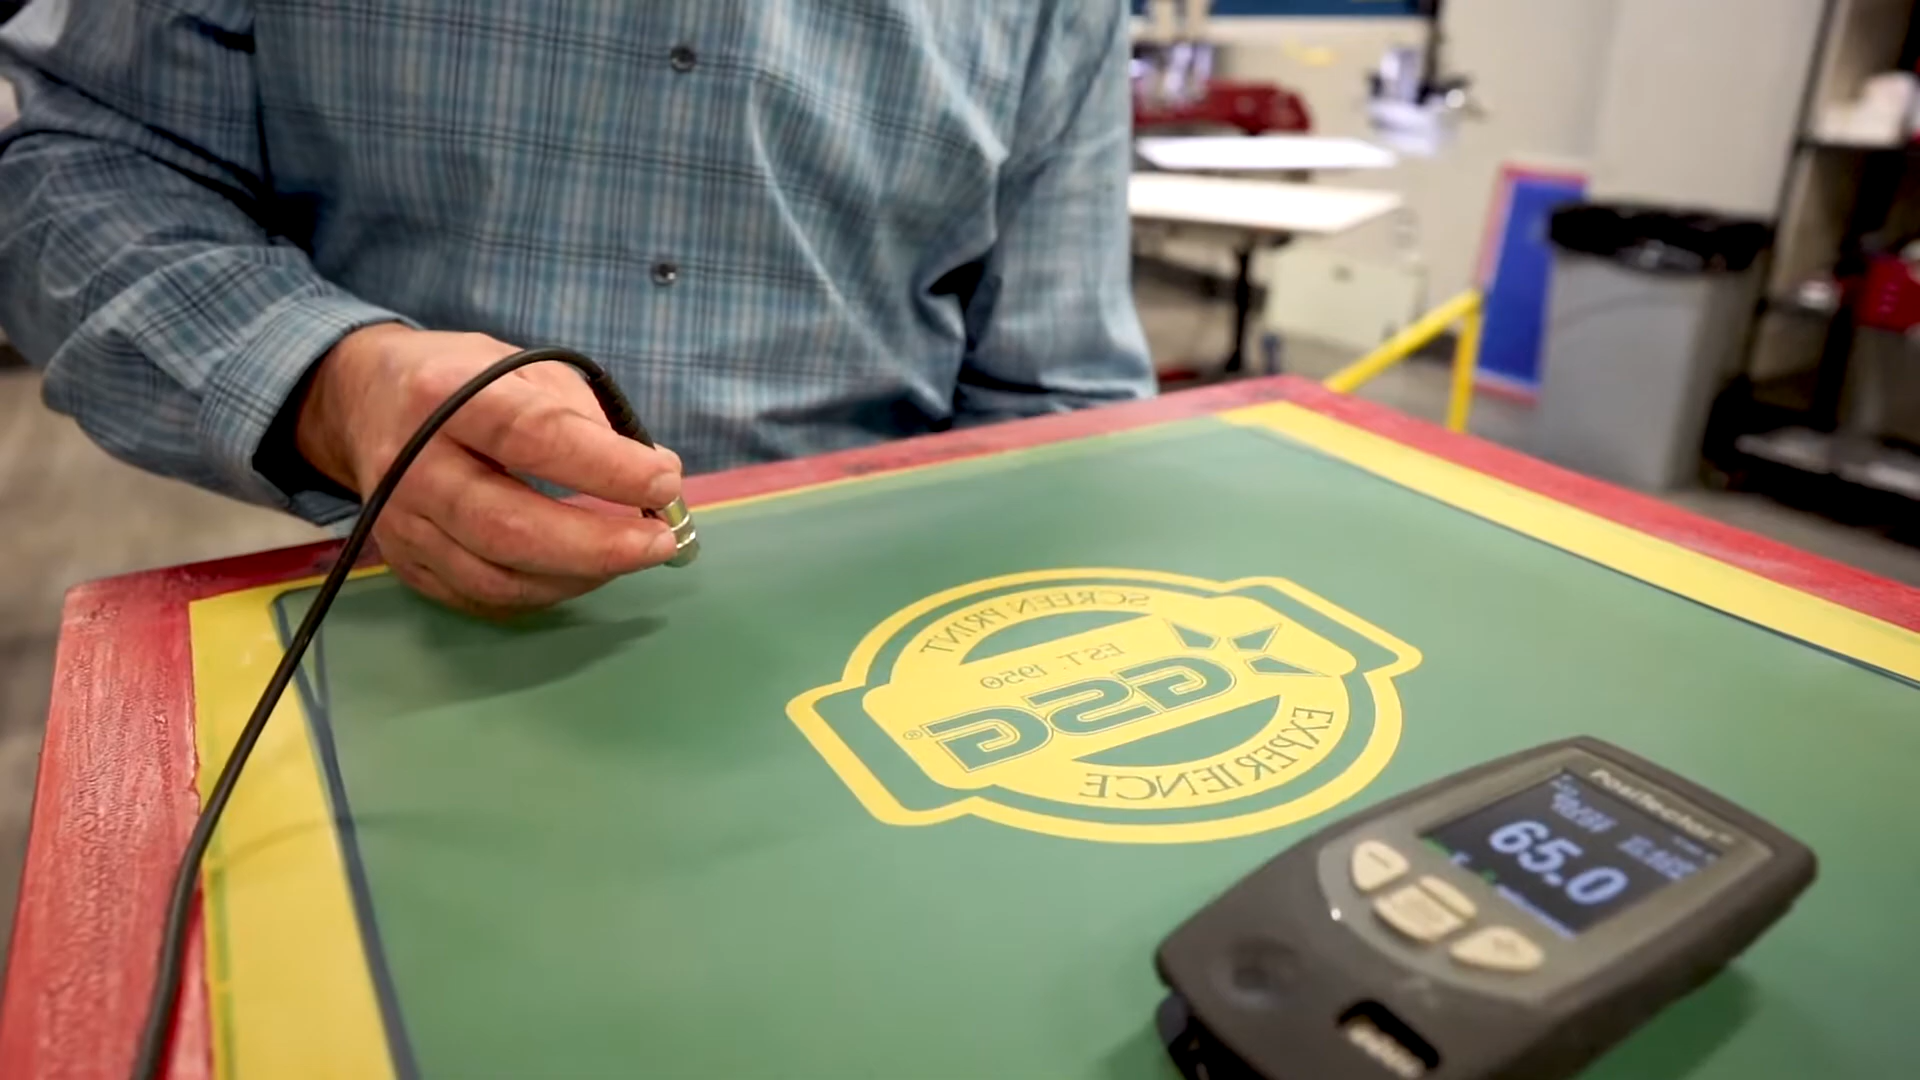 SCREEN PRINT
EST. 1950
GSG®
EXPERIENCE
PosiTector
65.0